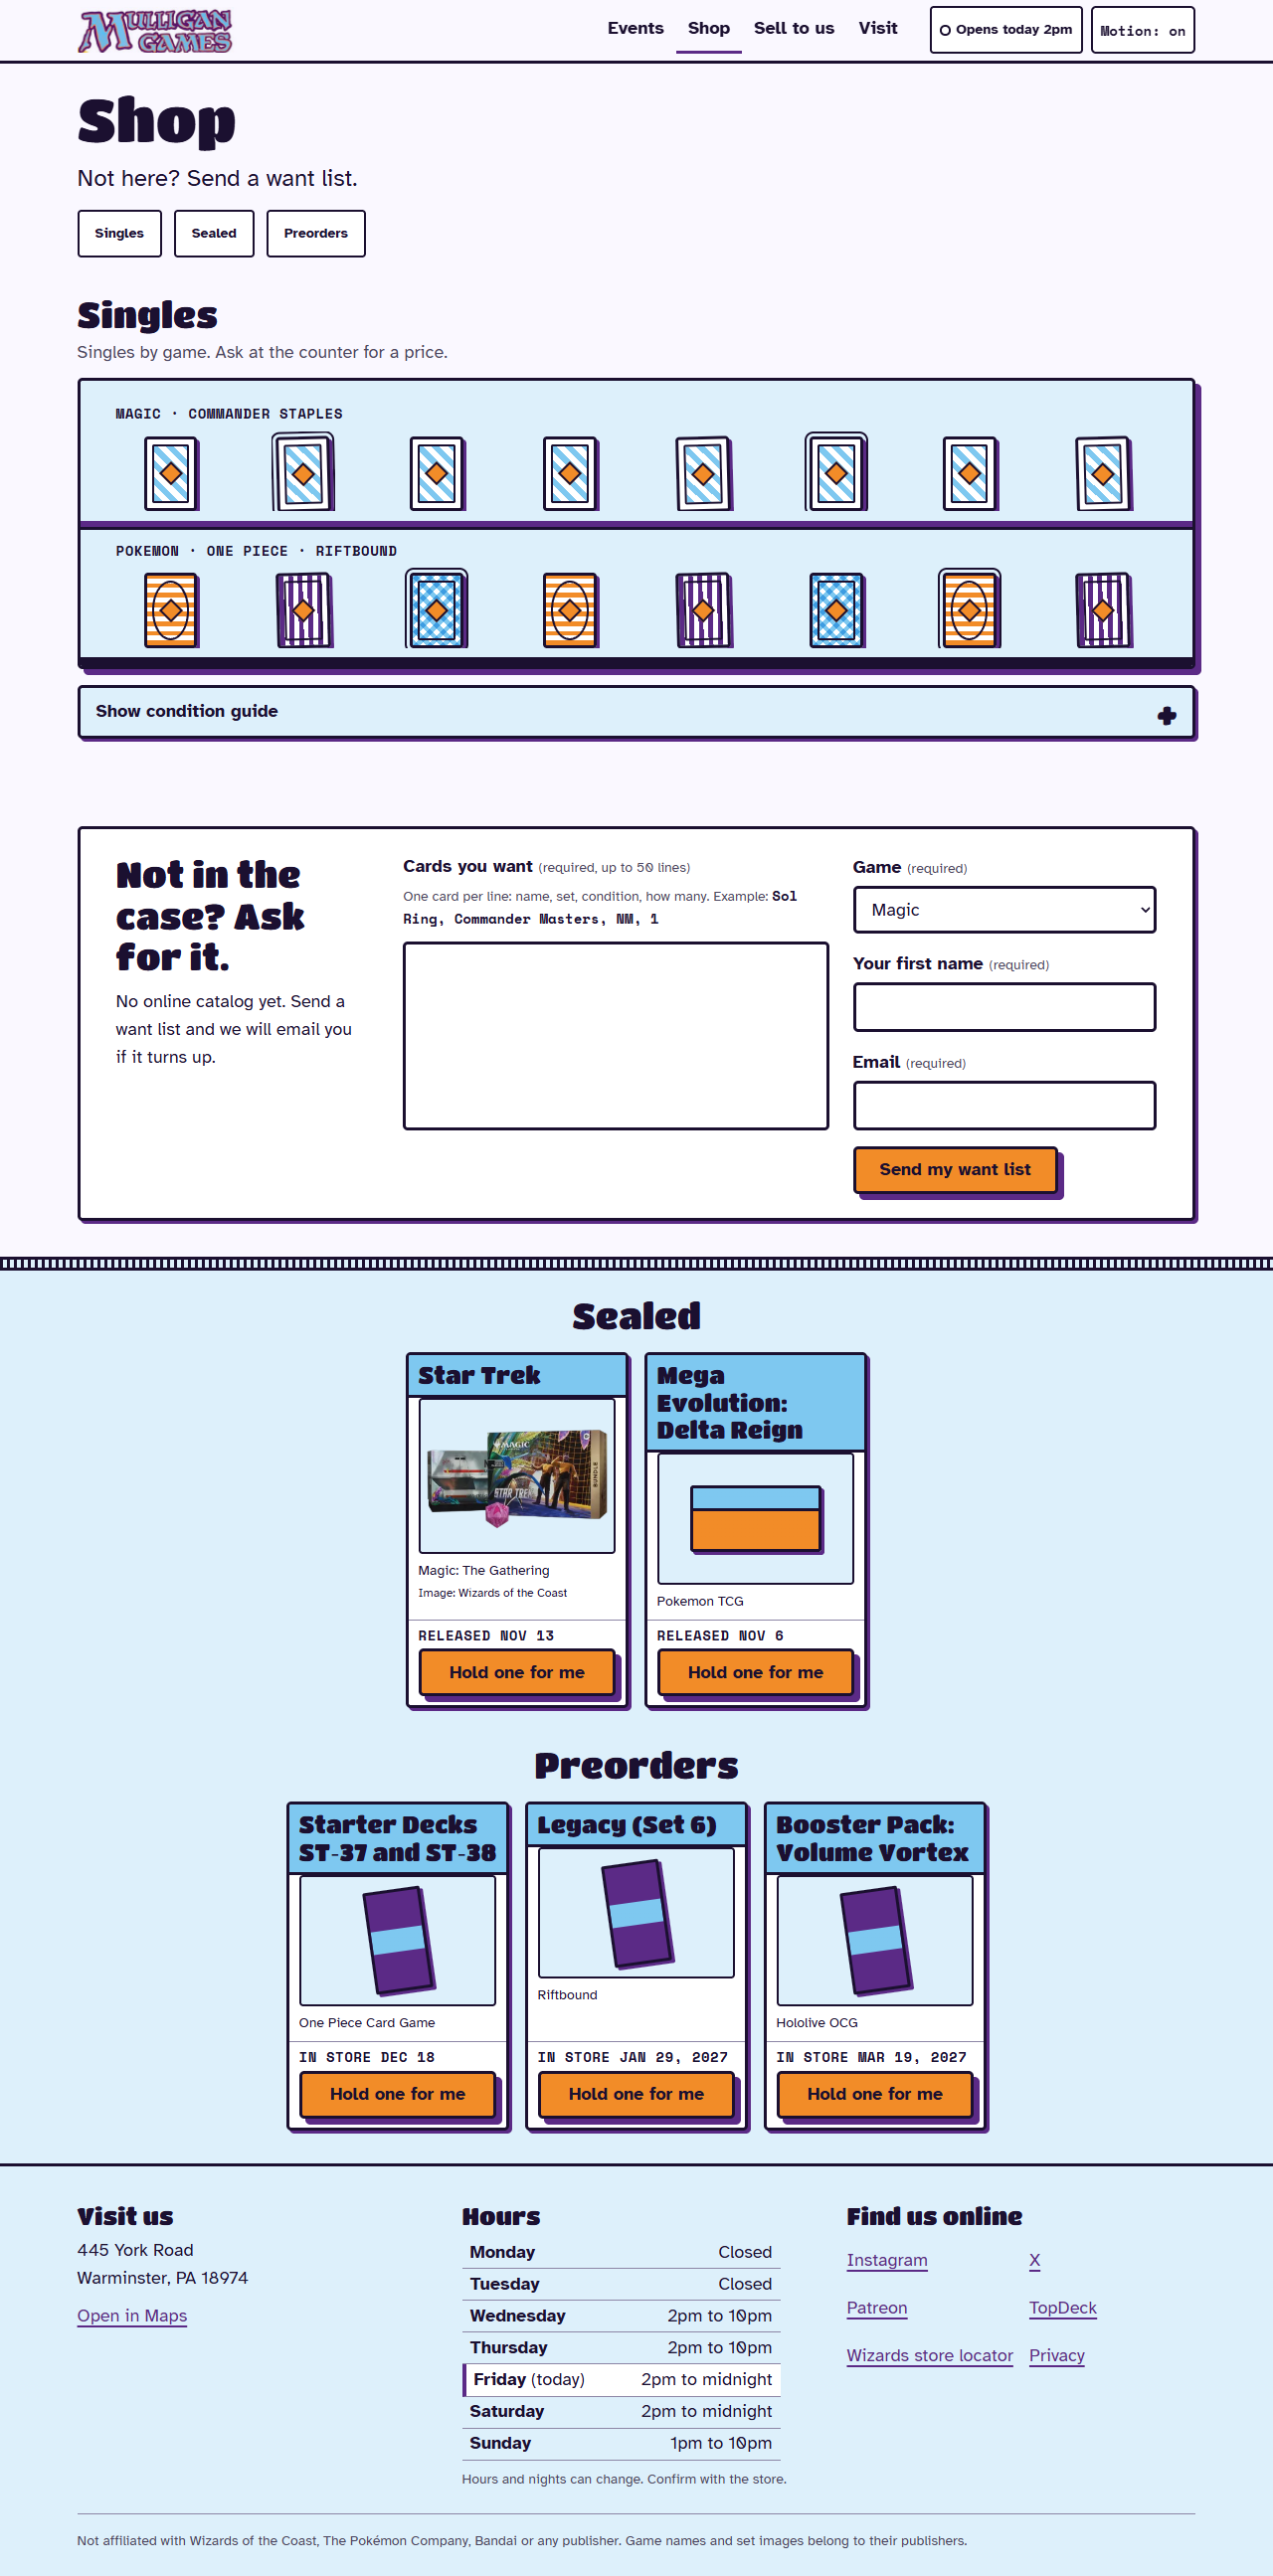 MULLIGAN
GAMES
Events Shop Sell to us Visit Opens today 2pm Motion: on
Shop
Not here? Send a want list.
Singles Sealed Preorders
Singles
Singles by game. Ask at the counter for a price.
MAGIC · COMMANDER STAPLES
POKEMON · ONE PIECE · RIFTBOUND
Show condition guide
Not in the
case? Ask
for it.
No online catalog yet. Send a
want list and we will email you
if it turns up.
Cards you want (required, up to 50 lines)
One card per line: name, set, condition, how many. Example: Sol
Ring, Commander Masters, NM, 1
Game (required)
Magic
Your first name (required)
Email (required)
Send my want list
Sealed
Star Trek
MAGIC
STAR TREK
BUNDLE
Magic: The Gathering
Image: Wizards of the Coast
RELEASED NOV 13
Hold one for me
Mega
Evolution:
Delta Reign
Pokemon TCG
RELEASED NOV 6
Hold one for me
Preorders
Starter Decks
ST-37 and ST-38
One Piece Card Game
IN STORE DEC 18
Hold one for me
Legacy (Set 6)
Riftbound
IN STORE JAN 29, 2027
Hold one for me
Booster Pack:
Volume Vortex
Hololive OCG
IN STORE MAR 19, 2027
Hold one for me
Visit us
445 York Road
Warminster, PA 18974
Open in Maps
Hours
Monday Closed
Tuesday Closed
Wednesday 2pm to 10pm
Thursday 2pm to 10pm
Friday (today) 2pm to midnight
Saturday 2pm to midnight
Sunday 1pm to 10pm
Hours and nights can change. Confirm with the store.
Find us online
Instagram X
Patreon TopDeck
Wizards store locator Privacy
Not affiliated with Wizards of the Coast, The Pokémon Company, Bandai or any publisher. Game names and set images belong to their publishers.